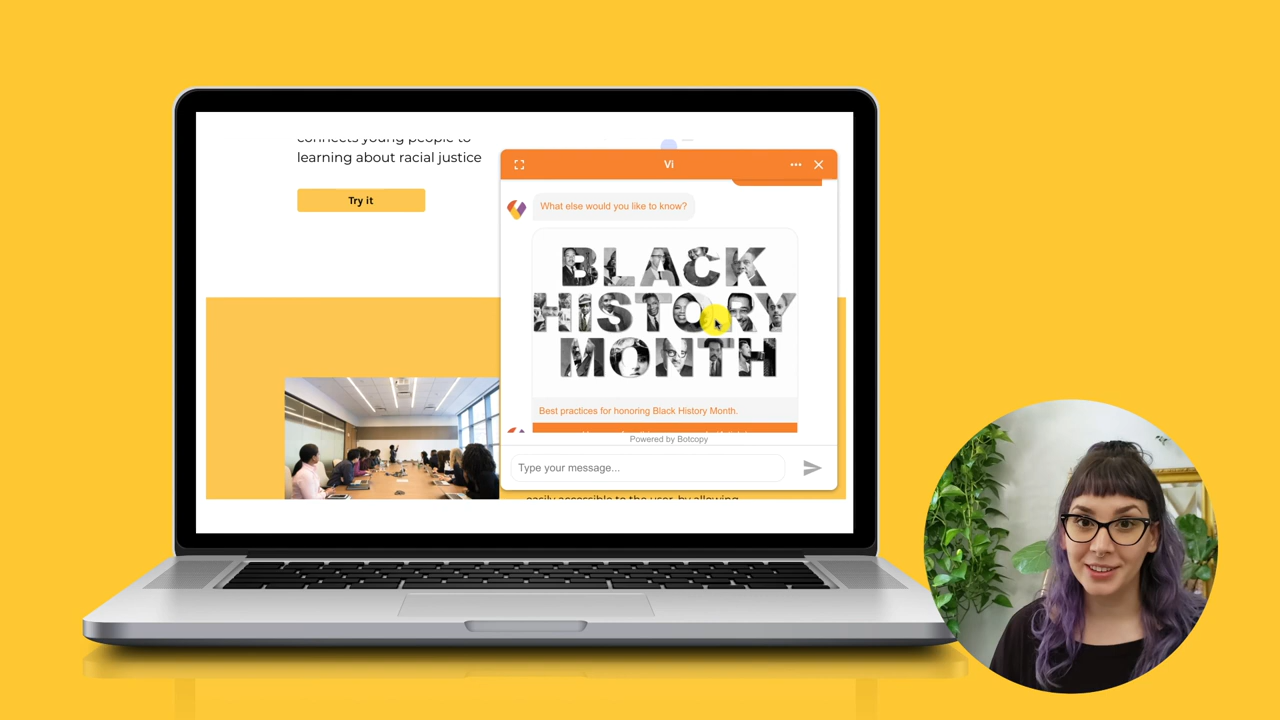 connects young people to
learning about racial justice
Try it
Vi
What else would you like to know?
BLACK
HISTORY
MONTH
Best practices for honoring Black History Month.
Powered by Botcopy
Type your message...
easily accessible to the user, by allowing